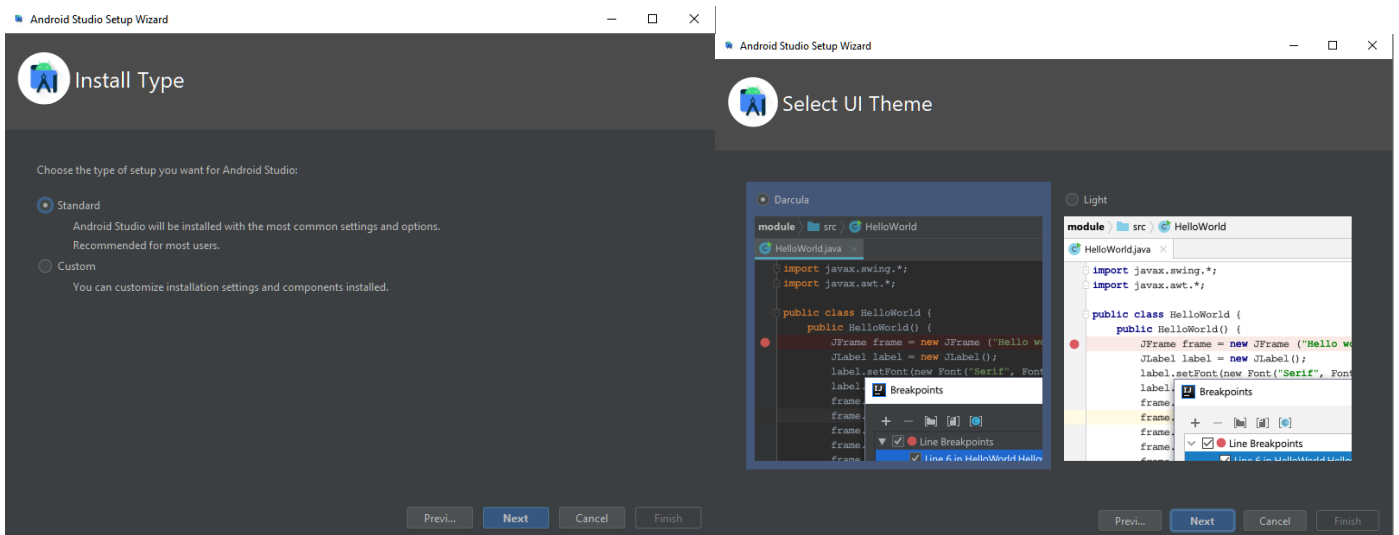 Android Studio Setup Wizard
Install Type
Choose the type of setup you want for Android Studio:
Standard
Android Studio will be installed with the most common settings and options.
Recommended for most users.
Custom
You can customize installation settings and components installed.
Previ... Next Cancel Finish
Android Studio Setup Wizard
Select UI Theme
Darcula
module src HelloWorld
HelloWorld.java
import javax.swing.*;
import javax.awt.*;
public class HelloWorld {
public HelloWorld() {
JFrame frame = new JFrame ("Hello wo
JLabel label = new JLabel();
label.setFont(new Font("Serif", Font
label.
frame.
frame.
frame.
frame.
frame
Breakpoints
Line Breakpoints
Line 6 in HelloWorld.Hello
Light
module src HelloWorld
HelloWorld.java
import javax.swing.*;
import javax.awt.*;
public class HelloWorld {
public HelloWorld() {
JFrame frame = new JFrame ("Hello wo
JLabel label = new JLabel();
label.setFont(new Font("Serif", Font
label.
frame.
frame.
frame.
frame.
frame
Breakpoints
Line Breakpoints
Line 6 in HelloWorld.Hello
Previ... Next Cancel Finish